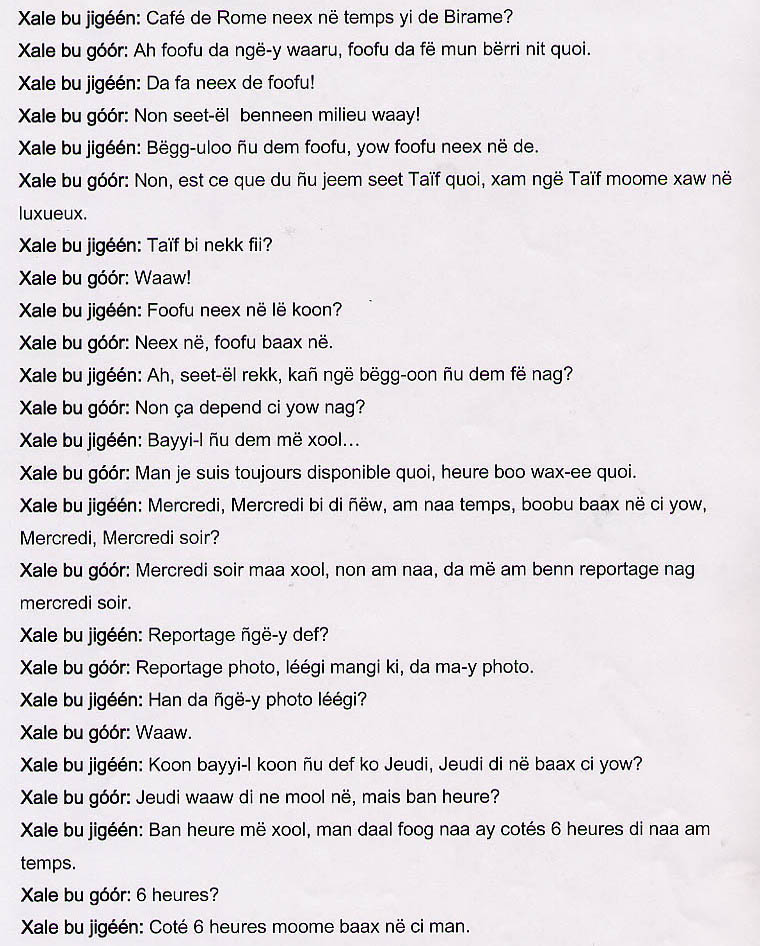 Xale bu jigéén: Café de Rome neex në temps yi de Birame?
Xale bu góór: Ah foofu da ngë-y waaru, foofu da fë mun bërri nit quoi.
Xale bu jigéén: Da fa neex de foofu!
Xale bu góór: Non seet-ël  benneen milieu waay!
Xale bu jigéén: Bëgg-uloo ñu dem foofu, yow foofu neex në de.
Xale bu góór: Non, est ce que du ñu jeem seet Taïf quoi, xam ngë Taïf moome xaw në
luxueux.
Xale bu jigéén: Taïf bi nekk fii?
Xale bu góór: Waaw!
Xale bu jigéén: Foofu neex në lë koon?
Xale bu góór: Neex në, foofu baax në.
Xale bu jigéén: Ah, seet-ël rekk, kañ ngë bëgg-oon ñu dem fë nag?
Xale bu góór: Non ça depend ci yow nag?
Xale bu jigéén: Bayyi-l ñu dem më xool…
Xale bu góór: Man je suis toujours disponible quoi, heure boo wax-ee quoi.
Xale bu jigéén: Mercredi, Mercredi bi di ñëw, am naa temps, boobu baax në ci yow,
Mercredi, Mercredi soir?
Xale bu góór: Mercredi soir maa xool, non am naa, da më am benn reportage nag
mercredi soir.
Xale bu jigéén: Reportage ñgë-y def?
Xale bu góór: Reportage photo, léégi mangi ki, da ma-y photo.
Xale bu jigéén: Han da ñgë-y photo léégi?
Xale bu góór: Waaw.
Xale bu jigéén: Koon bayyi-l koon ñu def ko Jeudi, Jeudi di në baax ci yow?
Xale bu góór: Jeudi waaw di ne mool në, mais ban heure?
Xale bu jigéén: Ban heure më xool, man daal foog naa ay cotés 6 heures di naa am
temps.
Xale bu góór: 6 heures?
Xale bu jigéén: Coté 6 heures moome baax në ci man.